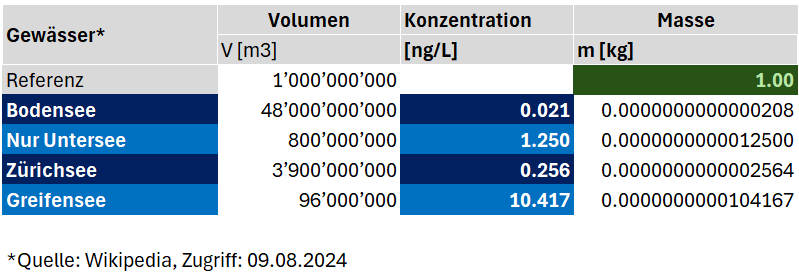 Gewässer* Volumen Konzentration Masse
V [m3] [ng/L] m [kg]
Referenz 1’000’000’000 1.00
Bodensee 48’000’000’000 0.021 0.0000000000000208
Nur Untersee 800’000’000 1.250 0.0000000000012500
Zürichsee 3’900’000’000 0.256 0.0000000000002564
Greifensee 96’000’000 10.417 0.0000000000104167
*Quelle: Wikipedia, Zugriff: 09.08.2024